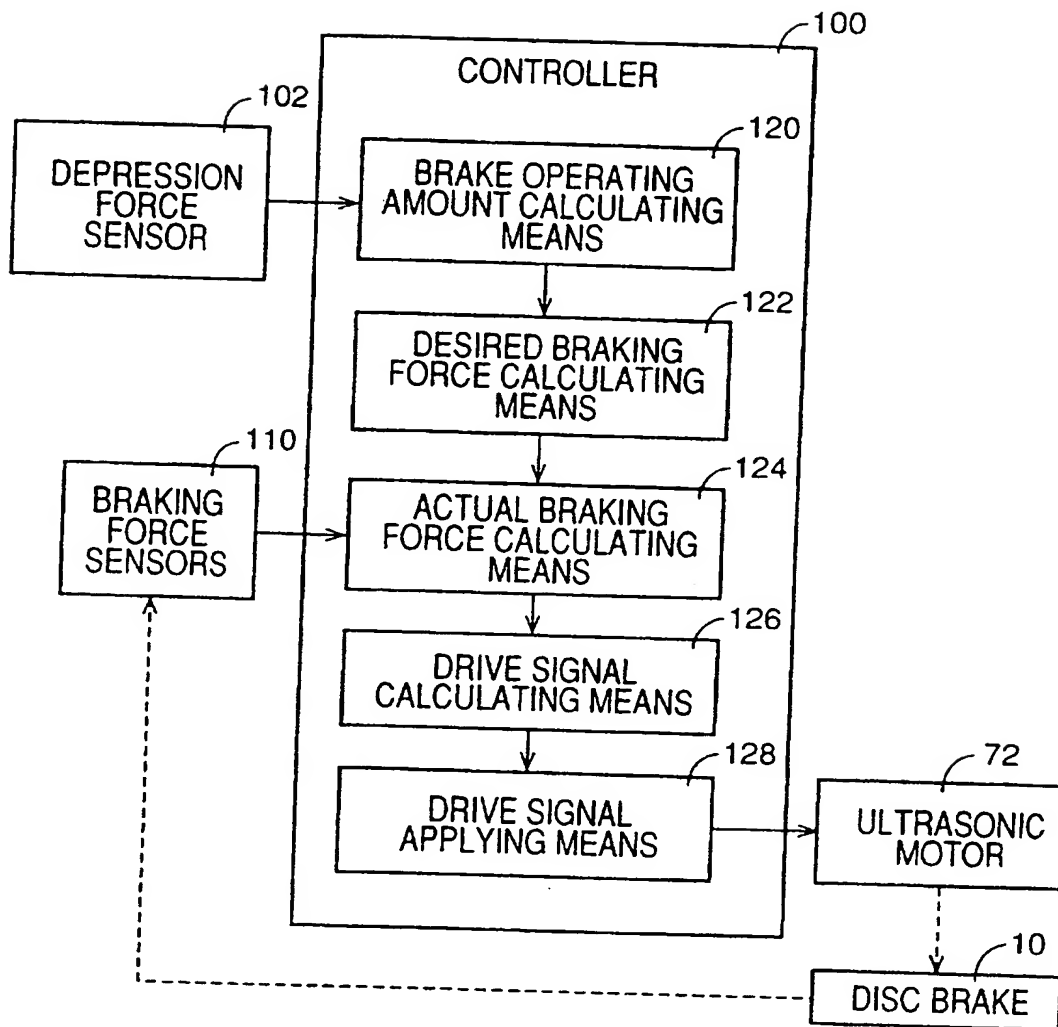 100
CONTROLLER
102
DEPRESSION
FORCE
SENSOR
120
BRAKE OPERATING
AMOUNT CALCULATING
MEANS
122
DESIRED BRAKING
FORCE CALCULATING
MEANS
110
BRAKING
FORCE
SENSORS
124
ACTUAL BRAKING
FORCE CALCULATING
MEANS
126
DRIVE SIGNAL
CALCULATING MEANS
128
DRIVE SIGNAL
APPLYING MEANS
72
ULTRASONIC
MOTOR
10
DISC BRAKE